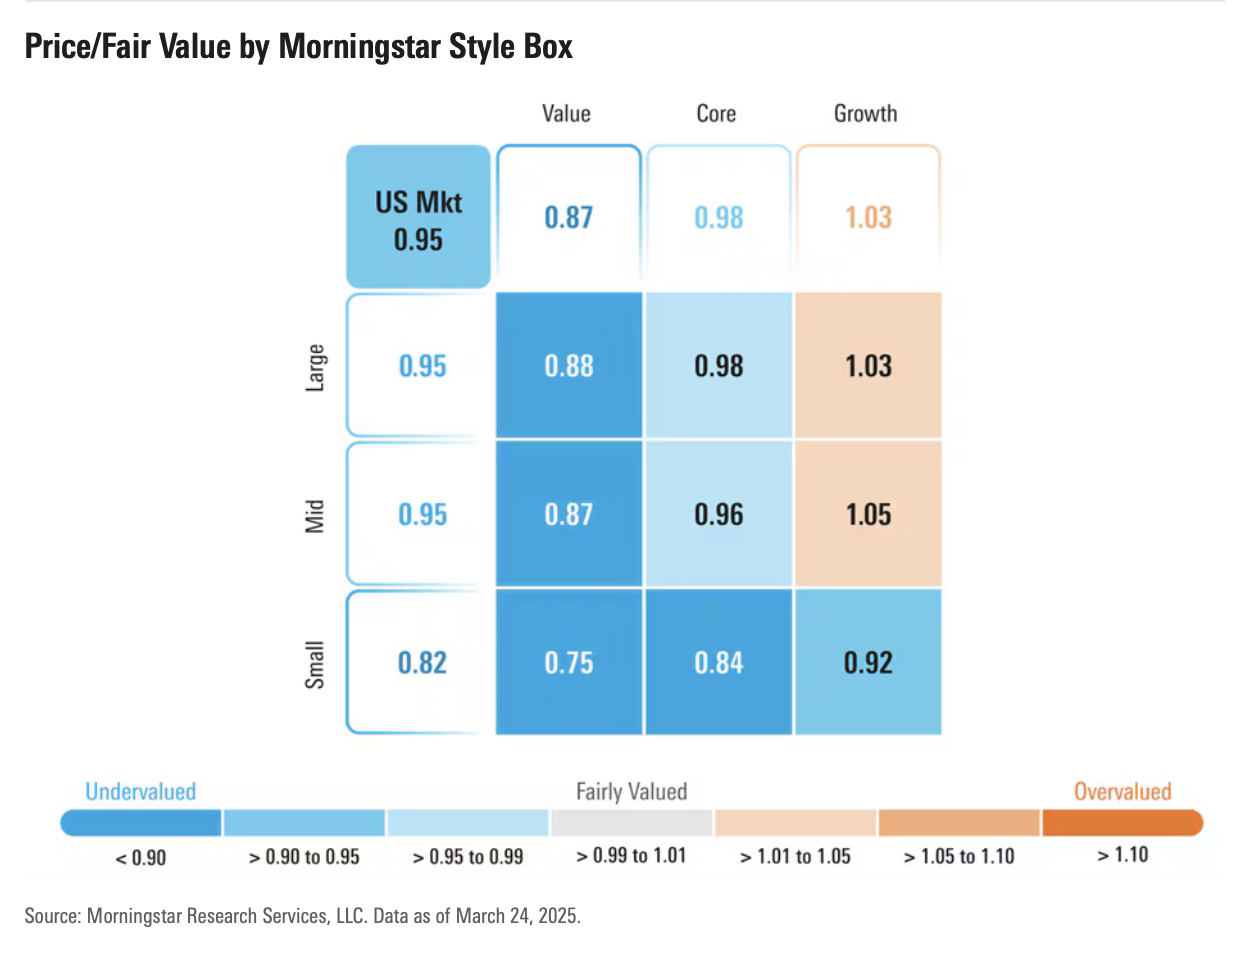 Price/Fair Value by Morningstar Style Box
Value Core Growth
US Mkt
0.95
0.87 0.98 1.03
Large 0.95 0.88 0.98 1.03
Mid 0.95 0.87 0.96 1.05
Small 0.82 0.75 0.84 0.92
Undervalued Fairly Valued Overvalued
< 0.90 > 0.90 to 0.95 > 0.95 to 0.99 > 0.99 to 1.01 > 1.01 to 1.05 > 1.05 to 1.10 > 1.10
Source: Morningstar Research Services, LLC. Data as of March 24, 2025.